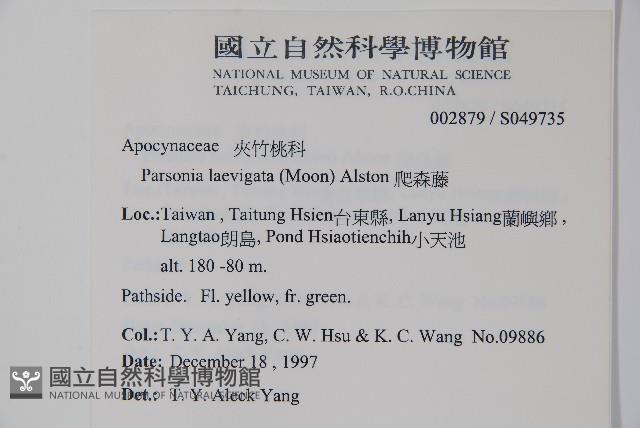 國立自然科學博物館
NATIONAL MUSEUM OF NATURAL SCIENCE
TAICHUNG, TAIWAN, R.O.CHINA
002879 / S049735
Apocynaceae 夾竹桃科
Parsonia laevigata (Moon) Alston 爬森藤
Loc.:Taiwan , Taitung Hsien台東縣, Lanyu Hsiang蘭嶼鄉 ,
Langtao朗島, Pond Hsiaotienchih小天池
alt. 180 -80 m.
Pathside. Fl. yellow, fr. green.
Col.: T. Y. A. Yang, C. W. Hsu & K. C. Wang No.09886
Date: December 18 , 1997
國立自然科學博物館
NATIONAL MUSEUM OF NATURAL SCIENCE
Det.: T. Y. Aleck Yang